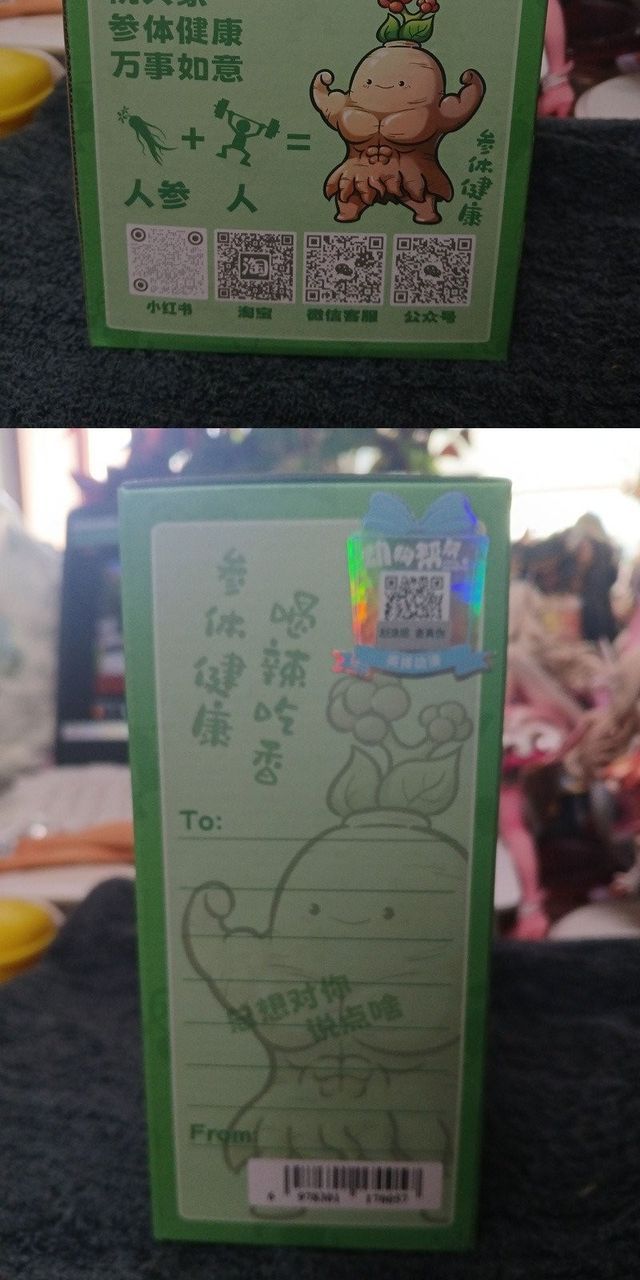 参体健康
万事如意
人参 + 人 =
参体健康
小红书 淘宝 微信客服 公众号
淘
参体健康
喝辣吃香
To:
总想对你
说点啥
From: